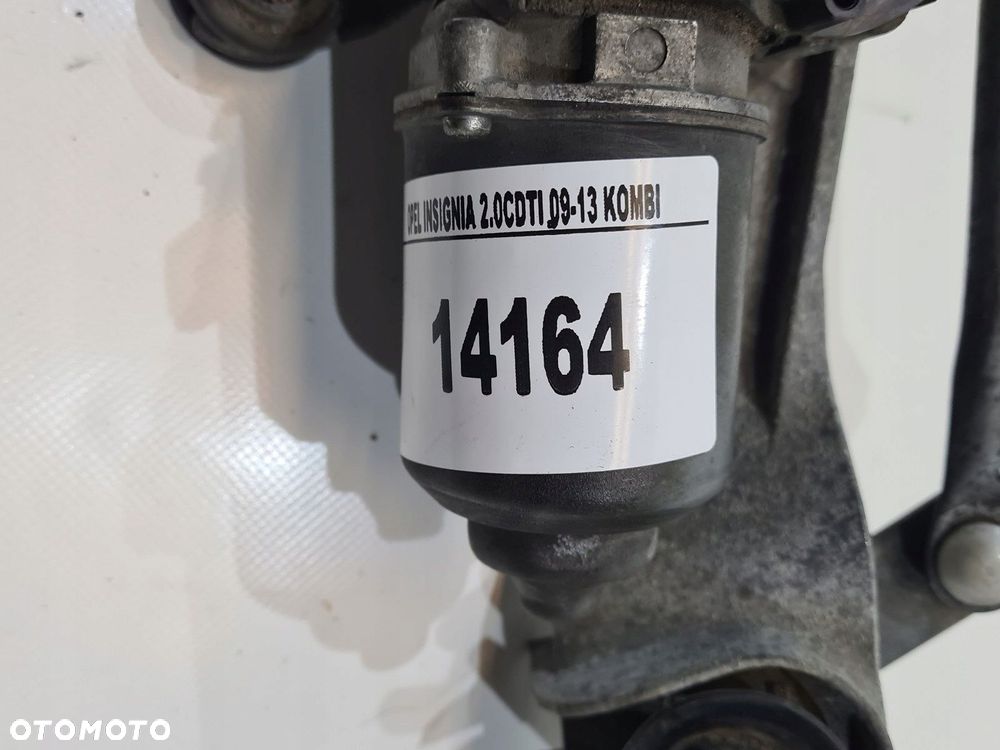 OPEL INSIGNIA 2.0CDTI 09-13 KOMBI
14164
OTOMOTO